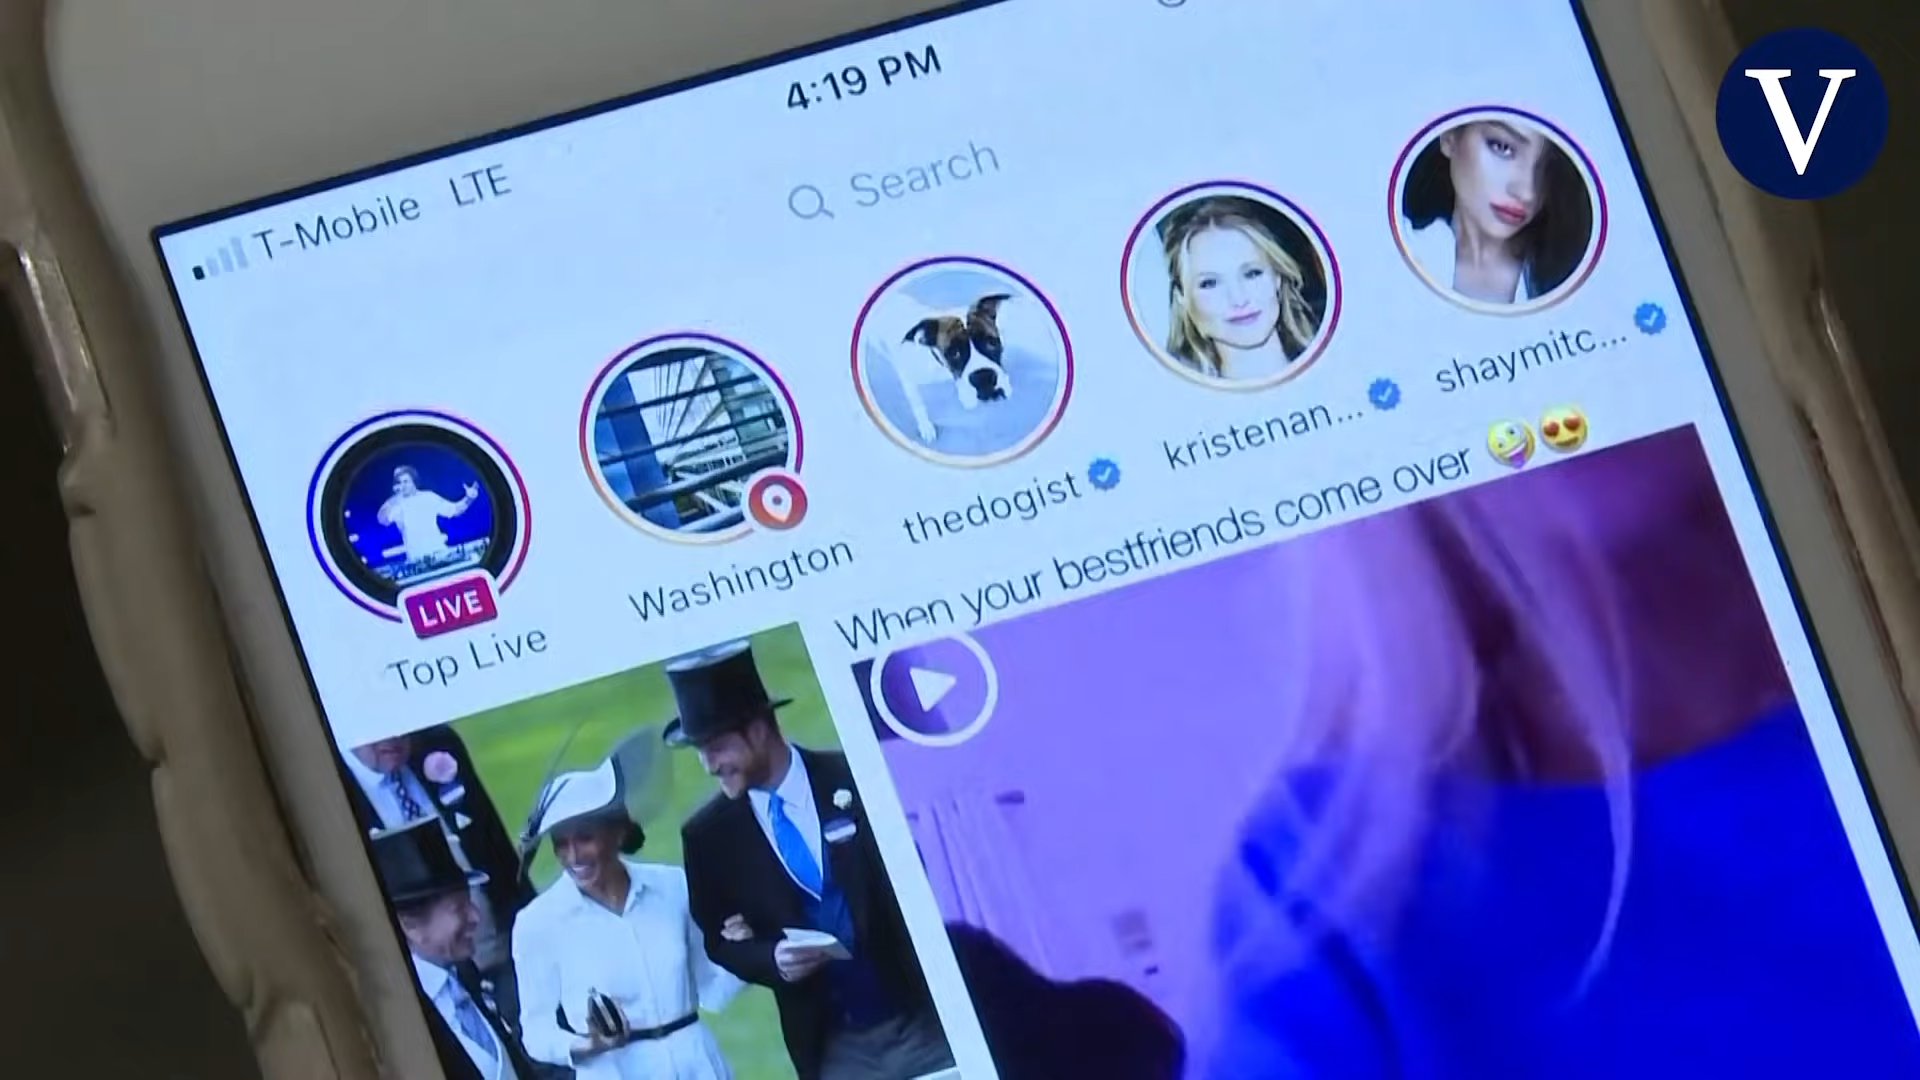 4:19 PM
T-Mobile LTE
Search
V
LIVE
Top Live
Washington
thedogist
kristenan...
shaymitc...
When your bestfriends come over 🤪😍